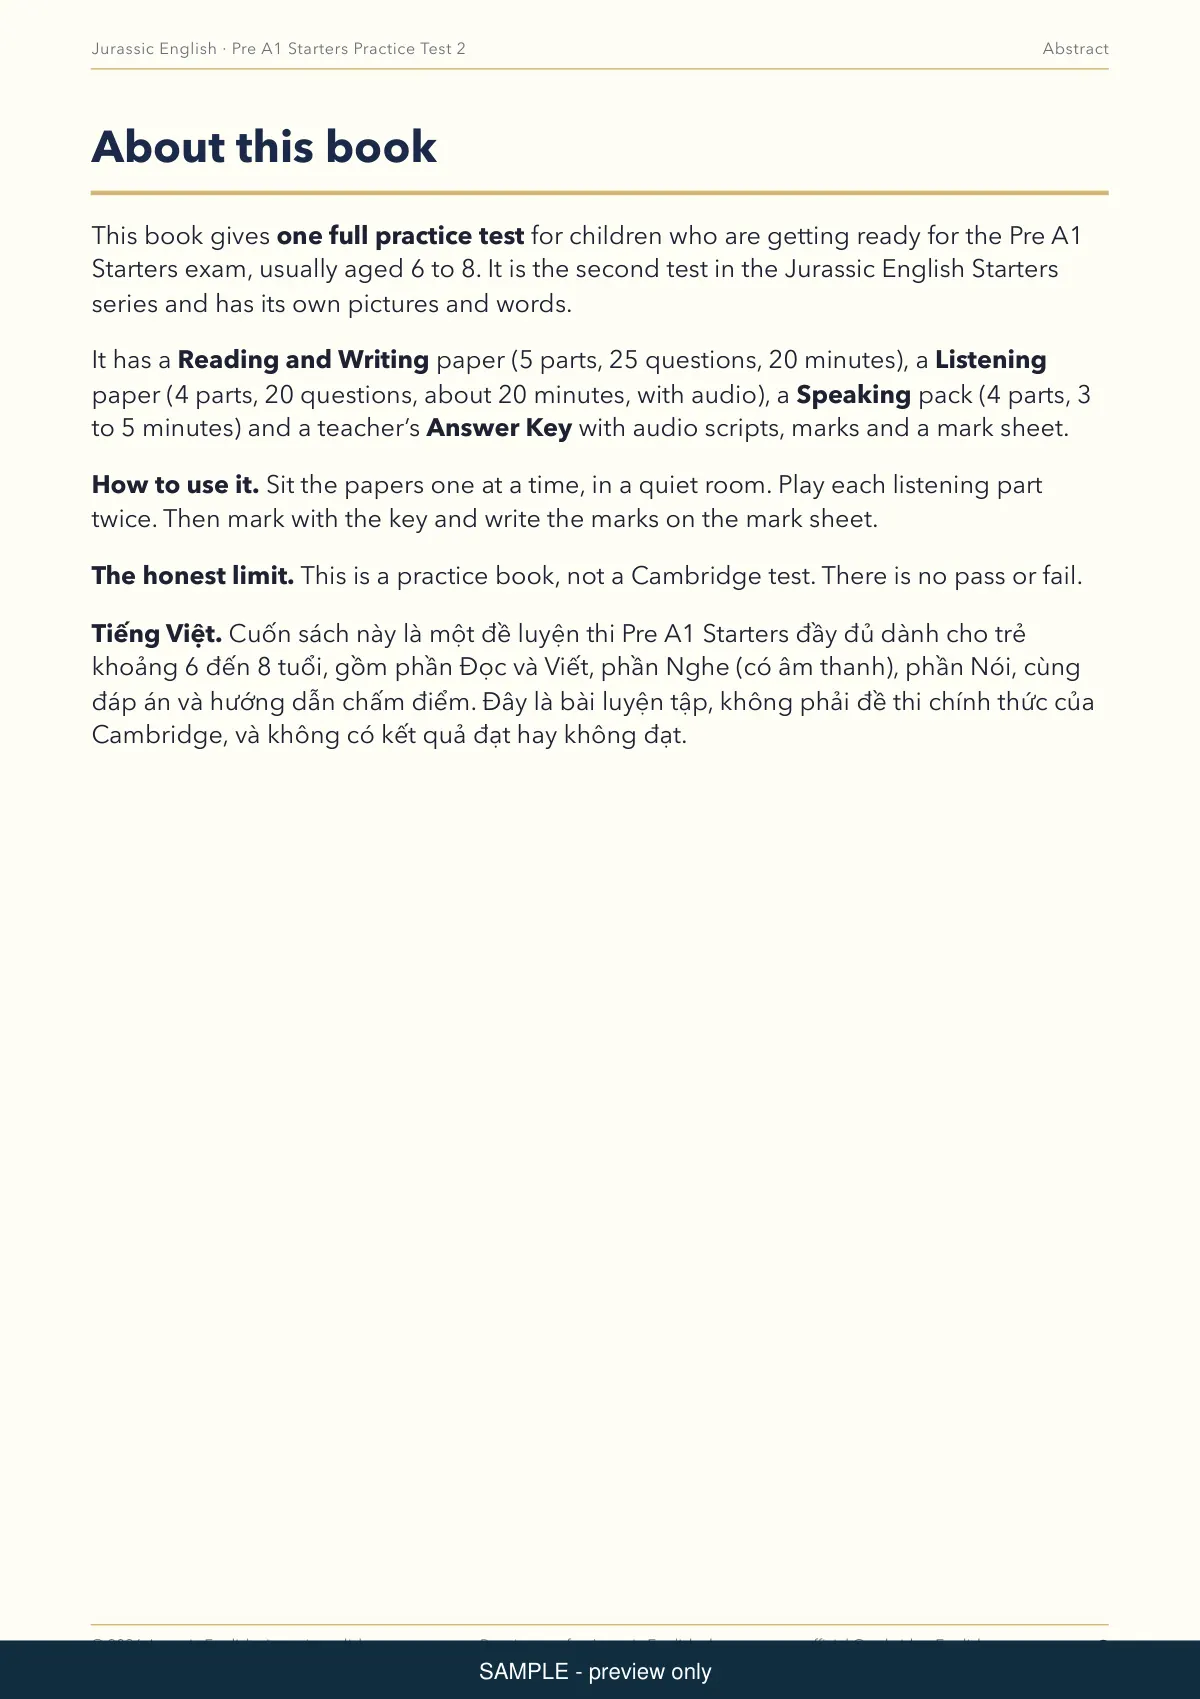 Jurassic English · Pre A1 Starters Practice Test 2
Abstract
About this book
This book gives one full practice test for children who are getting ready for the Pre A1
Starters exam, usually aged 6 to 8. It is the second test in the Jurassic English Starters
series and has its own pictures and words.
It has a Reading and Writing paper (5 parts, 25 questions, 20 minutes), a Listening
paper (4 parts, 20 questions, about 20 minutes, with audio), a Speaking pack (4 parts, 3
to 5 minutes) and a teacher’s Answer Key with audio scripts, marks and a mark sheet.
How to use it. Sit the papers one at a time, in a quiet room. Play each listening part
twice. Then mark with the key and write the marks on the mark sheet.
The honest limit. This is a practice book, not a Cambridge test. There is no pass or fail.
Tiếng Việt. Cuốn sách này là một đề luyện thi Pre A1 Starters đầy đủ dành cho trẻ
khoảng 6 đến 8 tuổi, gồm phần Đọc và Viết, phần Nghe (có âm thanh), phần Nói, cùng
đáp án và hướng dẫn chấm điểm. Đây là bài luyện tập, không phải đề thi chính thức của
Cambridge, và không có kết quả đạt hay không đạt.
SAMPLE - preview only